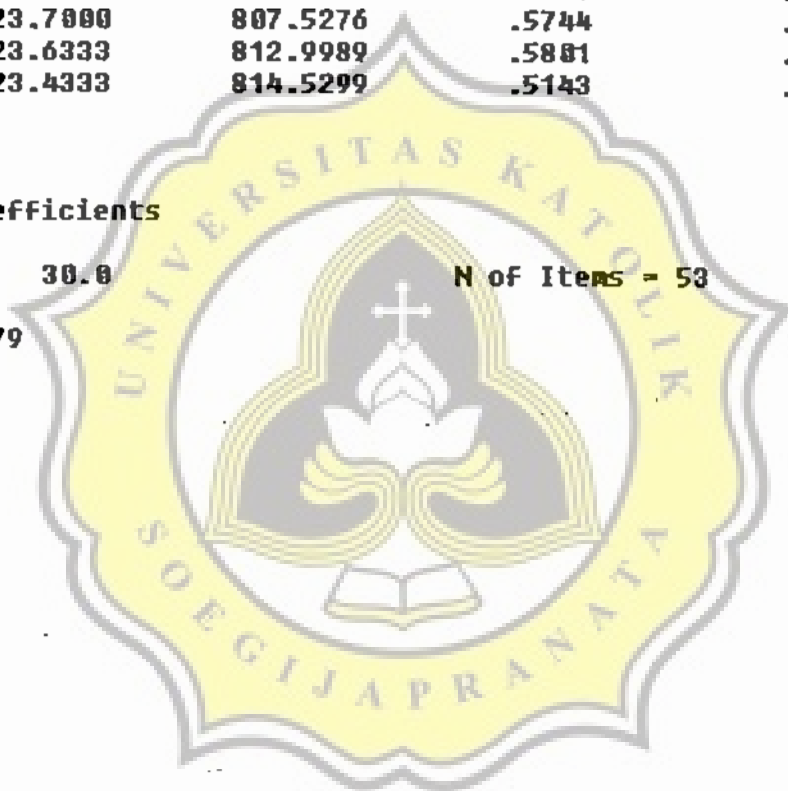 23.7000 807.5276 .5744
23.6333 812.9989 .5801
23.4333 814.5299 .5143
efficients
30.0 N of Items = 53
79
UNIVERSITAS KATOLIK
SOEGIJAPRANATA